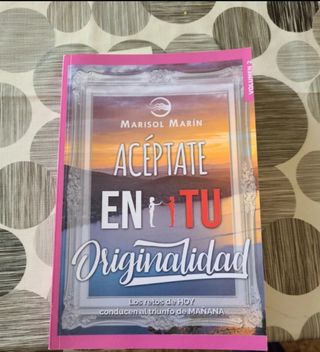 VOLUMEN 2
MARISOL MARÍN
ACÉPTATE
EN TU
Originalidad
Los retos de HOY
conducen al triunfo de MAÑANA